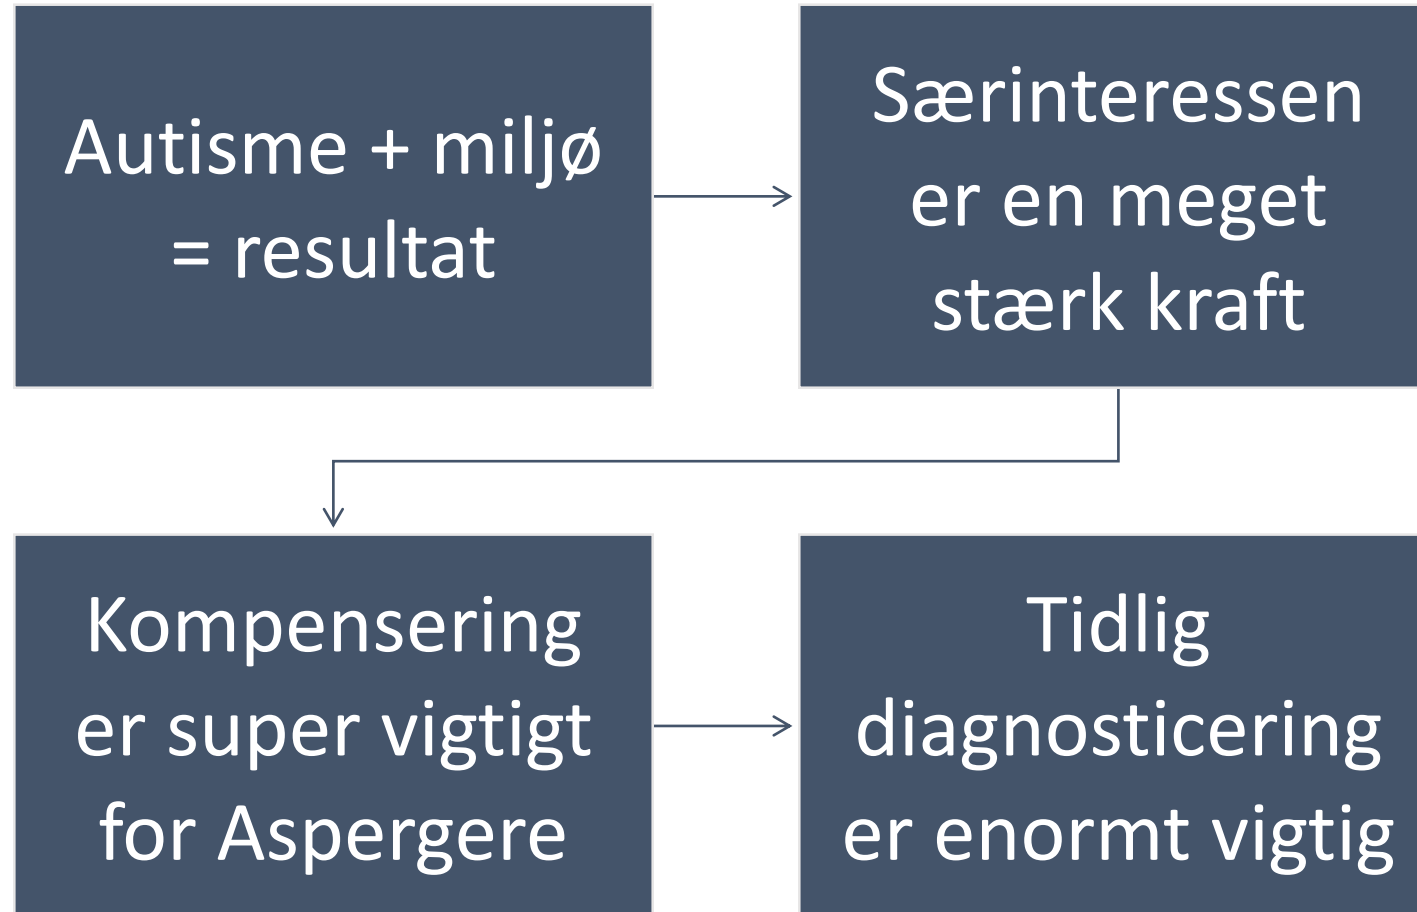 Autisme + miljø
= resultat
Særinteressen
er en meget
stærk kraft
Kompensering
er super vigtigt
for Aspergere
Tidlig
diagnosticering
er enormt vigtig